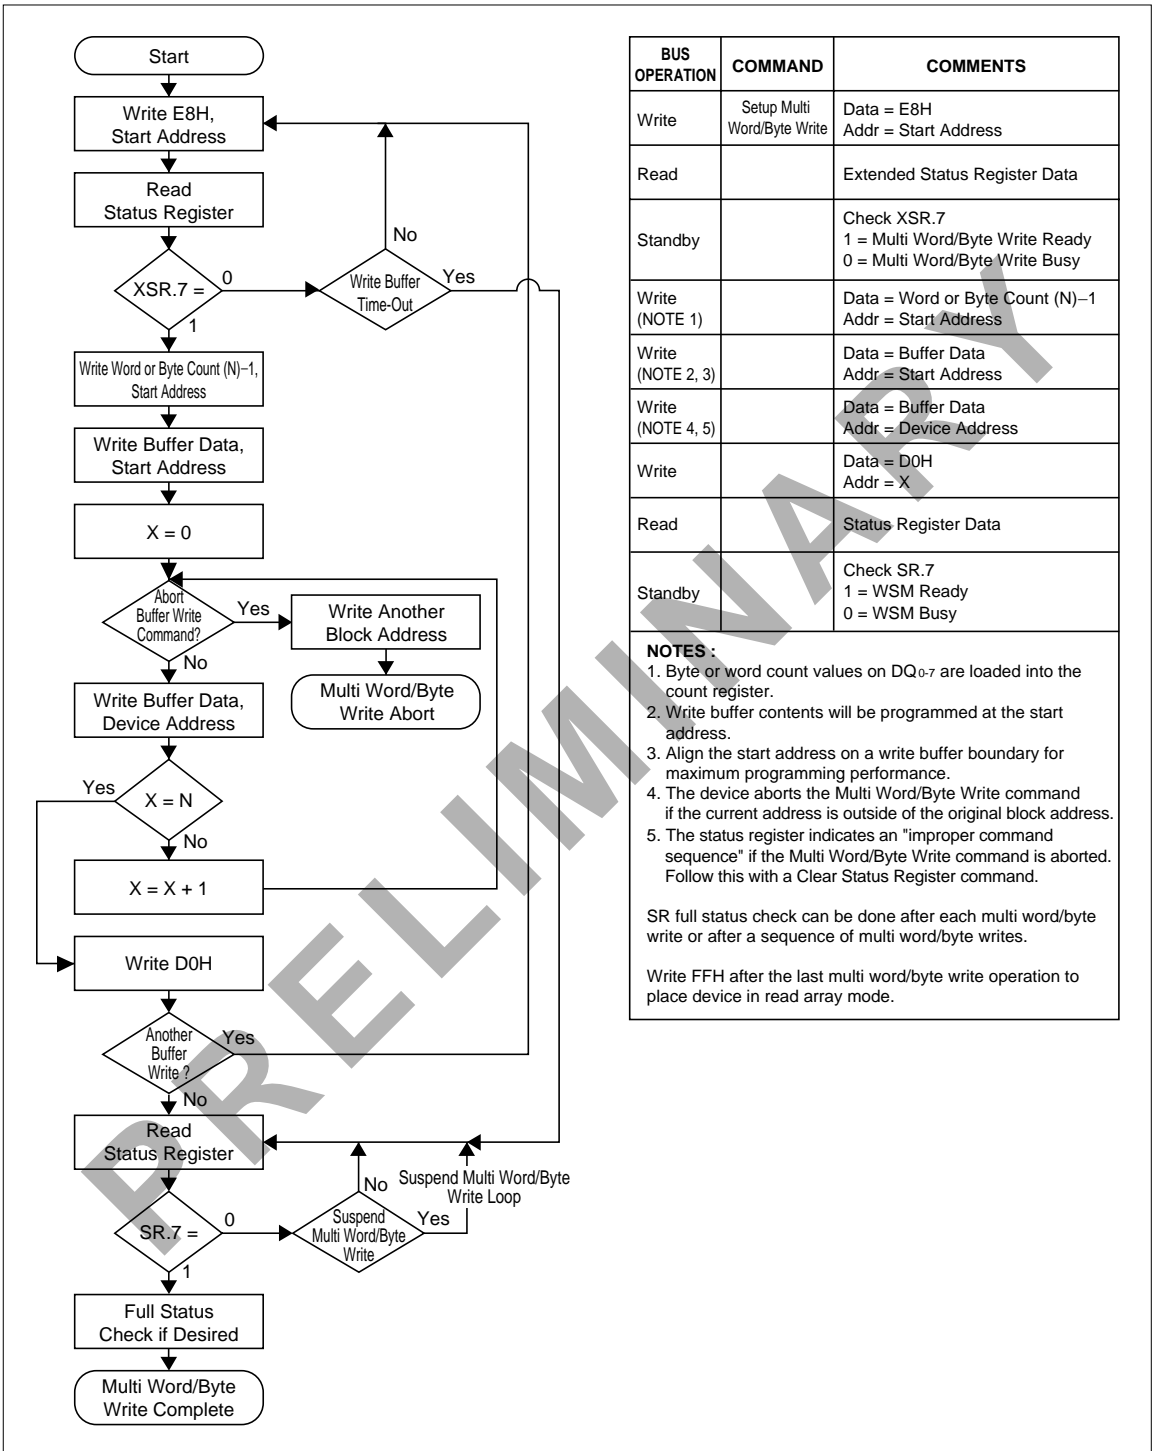 Start
Write E8H,
Start Address
Read
Status Register
No
XSR.7 =
0
Write Buffer
Time-Out
Yes
1
Write Word or Byte Count (N)−1,
Start Address
Write Buffer Data,
Start Address
X = 0
Abort
Buffer Write
Command?
Yes
Write Another
Block Address
No
Multi Word/Byte
Write Abort
Write Buffer Data,
Device Address
Yes
X = N
No
X = X + 1
Write D0H
Another
Buffer
Write ?
Yes
No
Read
Status Register
No
Suspend Multi Word/Byte
Write Loop
SR.7 =
0
Suspend
Multi Word/Byte
Write
Yes
1
Full Status
Check if Desired
Multi Word/Byte
Write Complete
BUS
OPERATION
COMMAND
COMMENTS
Write
Setup Multi
Word/Byte Write
Data = E8H
Addr = Start Address
Read
Extended Status Register Data
Standby
Check XSR.7
1 = Multi Word/Byte Write Ready
0 = Multi Word/Byte Write Busy
Write
(NOTE 1)
Data = Word or Byte Count (N)−1
Addr = Start Address
Write
(NOTE 2, 3)
Data = Buffer Data
Addr = Start Address
Write
(NOTE 4, 5)
Data = Buffer Data
Addr = Device Address
Write
Data = D0H
Addr = X
Read
Status Register Data
Standby
Check SR.7
1 = WSM Ready
0 = WSM Busy
NOTES :
1. Byte or word count values on DQ0-7 are loaded into the
count register.
2. Write buffer contents will be programmed at the start
address.
3. Align the start address on a write buffer boundary for
maximum programming performance.
4. The device aborts the Multi Word/Byte Write command
if the current address is outside of the original block address.
5. The status register indicates an "improper command
sequence" if the Multi Word/Byte Write command is aborted.
Follow this with a Clear Status Register command.
SR full status check can be done after each multi word/byte
write or after a sequence of multi word/byte writes.
Write FFH after the last multi word/byte write operation to
place device in read array mode.
PRELIMINARY